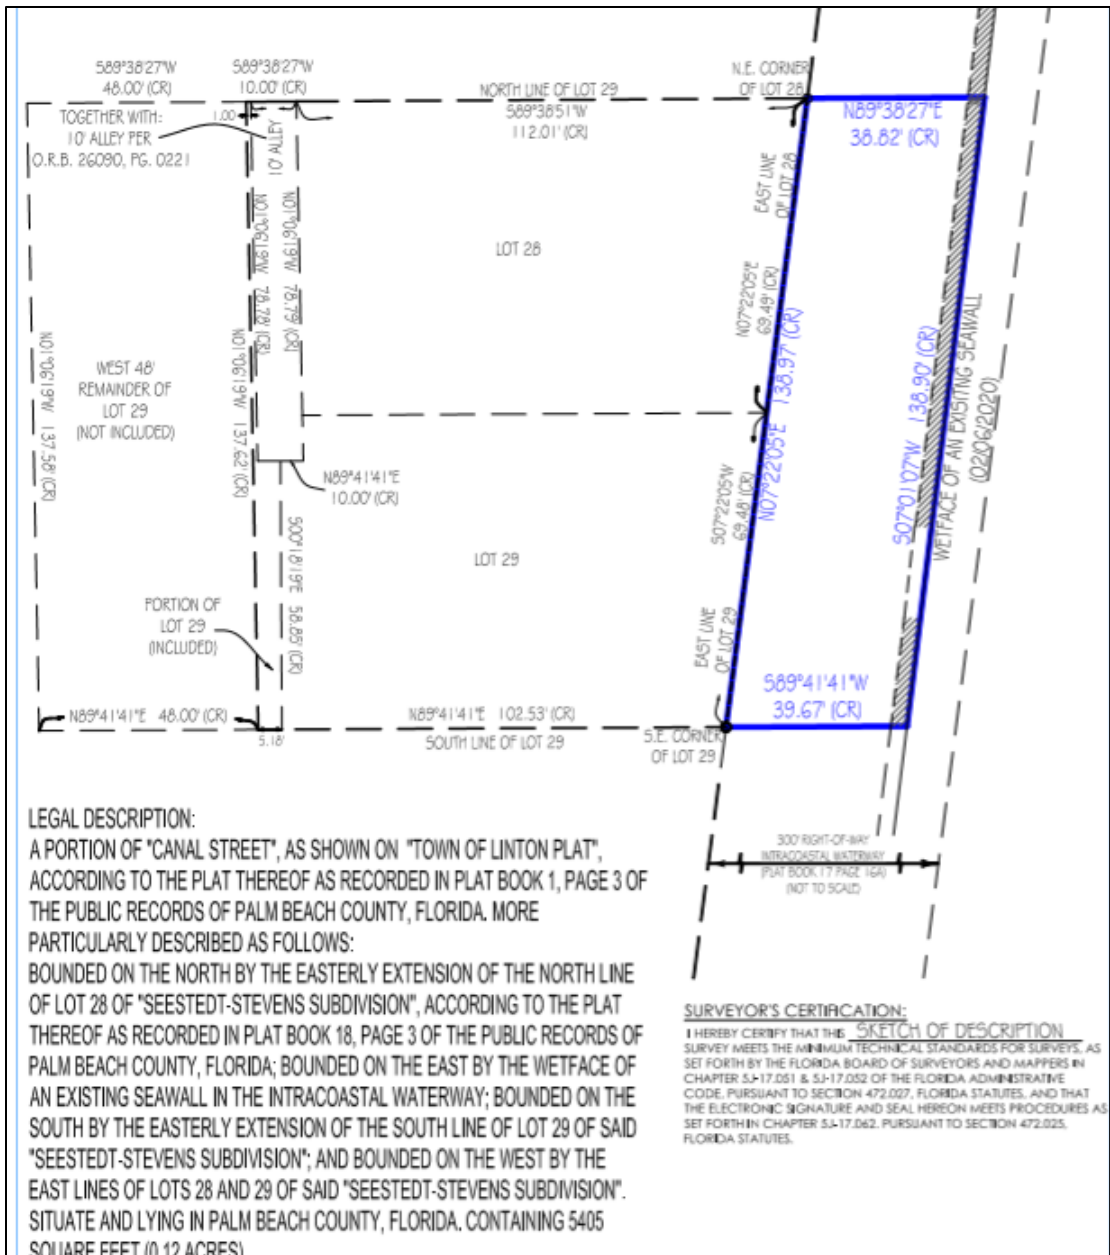 S89°38'27"W
48.00' (CR)
S89°38'27"W
10.00' (CR)
NORTH LINE OF LOT 29
S89°38'51"W
112.01' (CR)
N.E. CORNER
OF LOT 28
N89°38'27"E
38.82' (CR)
TOGETHER WITH:
10' ALLEY PER
O.R.B. 26090, PG. 0221
1.00
10' ALLEY
EAST LINE
OF LOT 28
N01°06'19"W 78.78' (CR)
N01°06'19"W 78.79' (CR)
LOT 28
N07°22'05"E
69.49' (CR)
N07°22'05"E 138.97' (CR)
S07°01'07"W 138.90' (CR)
WETFACE OF AN EXISITNG SEAWALL
(02/06/2020)
N01°06'19"W 137.58' (CR)
WEST 48'
REMAINDER OF
LOT 29
(NOT INCLUDED)
N01°06'19"W 137.62' (CR)
N89°41'41"E
10.00' (CR)
S07°22'05"W
69.48' (CR)
S00°18'19"E 58.85' (CR)
LOT 29
PORTION OF
LOT 29
(INCLUDED)
EAST LINE
OF LOT 29
S89°41'41"W
39.67' (CR)
N89°41'41"E 48.00' (CR)
5.18'
N89°41'41"E 102.53' (CR)
SOUTH LINE OF LOT 29
S.E. CORNER
OF LOT 29
300' RIGHT-OF-WAY
INTRACOASTAL WATERWAY
(PLAT BOOK 17 PAGE 16A)
(NOT TO SCALE)
LEGAL DESCRIPTION:
A PORTION OF "CANAL STREET", AS SHOWN ON "TOWN OF LINTON PLAT",
ACCORDING TO THE PLAT THEREOF AS RECORDED IN PLAT BOOK 1, PAGE 3 OF
THE PUBLIC RECORDS OF PALM BEACH COUNTY, FLORIDA. MORE
PARTICULARLY DESCRIBED AS FOLLOWS:
BOUNDED ON THE NORTH BY THE EASTERLY EXTENSION OF THE NORTH LINE
OF LOT 28 OF "SEESTEDT-STEVENS SUBDIVISION", ACCORDING TO THE PLAT
THEREOF AS RECORDED IN PLAT BOOK 18, PAGE 3 OF THE PUBLIC RECORDS OF
PALM BEACH COUNTY, FLORIDA; BOUNDED ON THE EAST BY THE WETFACE OF
AN EXISTING SEAWALL IN THE INTRACOASTAL WATERWAY; BOUNDED ON THE
SOUTH BY THE EASTERLY EXTENSION OF THE SOUTH LINE OF LOT 29 OF SAID
"SEESTEDT-STEVENS SUBDIVISION"; AND BOUNDED ON THE WEST BY THE
EAST LINES OF LOTS 28 AND 29 OF SAID "SEESTEDT-STEVENS SUBDIVISION".
SITUATE AND LYING IN PALM BEACH COUNTY, FLORIDA. CONTAINING 5405
SQUARE FEET (0.12 ACRES)
SURVEYOR'S CERTIFICATION:
I HEREBY CERTIFY THAT THIS SKETCH OF DESCRIPTION
SURVEY MEETS THE MINIMUM TECHNICAL STANDARDS FOR SURVEYS, AS
SET FORTH BY THE FLORIDA BOARD OF SURVEYORS AND MAPPERS IN
CHAPTER 5J-17.051 & 5J-17.052 OF THE FLORIDA ADMINISTRATIVE
CODE, PURSUANT TO SECTION 472.027, FLORIDA STATUTES, AND THAT
THE ELECTRONIC SIGNATURE AND SEAL HEREON MEETS PROCEDURES AS
SET FORTH IN CHAPTER 5J-17.062, PURSUANT TO SECTION 472.025,
FLORIDA STATUTES.